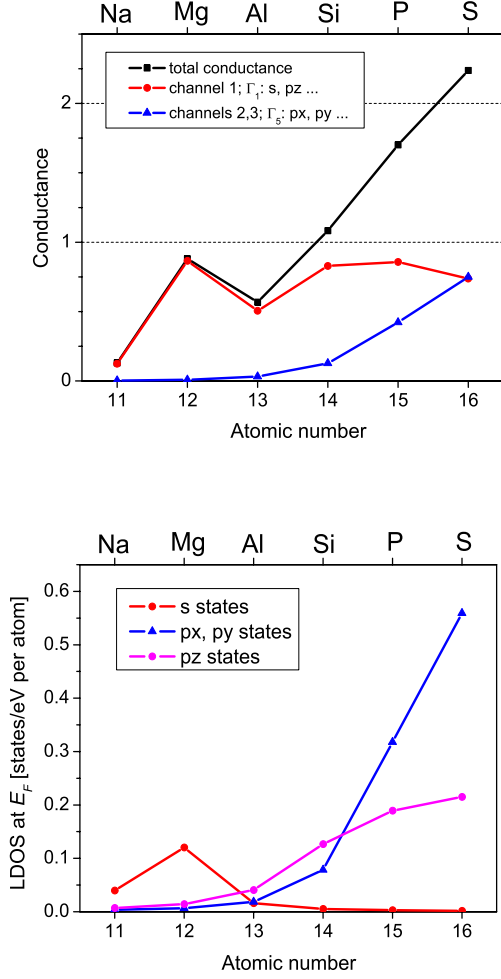 Na Mg Al Si P S
total conductance
channel 1; Γ1: s, pz ...
channels 2,3; Γ5: px, py ...
2
1
0
Conductance
11 12 13 14 15 16
Atomic number
Na Mg Al Si P S
s states
px, py states
pz states
0.6
0.5
0.4
0.3
0.2
0.1
0.0
LDOS at EF [states/eV per atom]
11 12 13 14 15 16
Atomic number